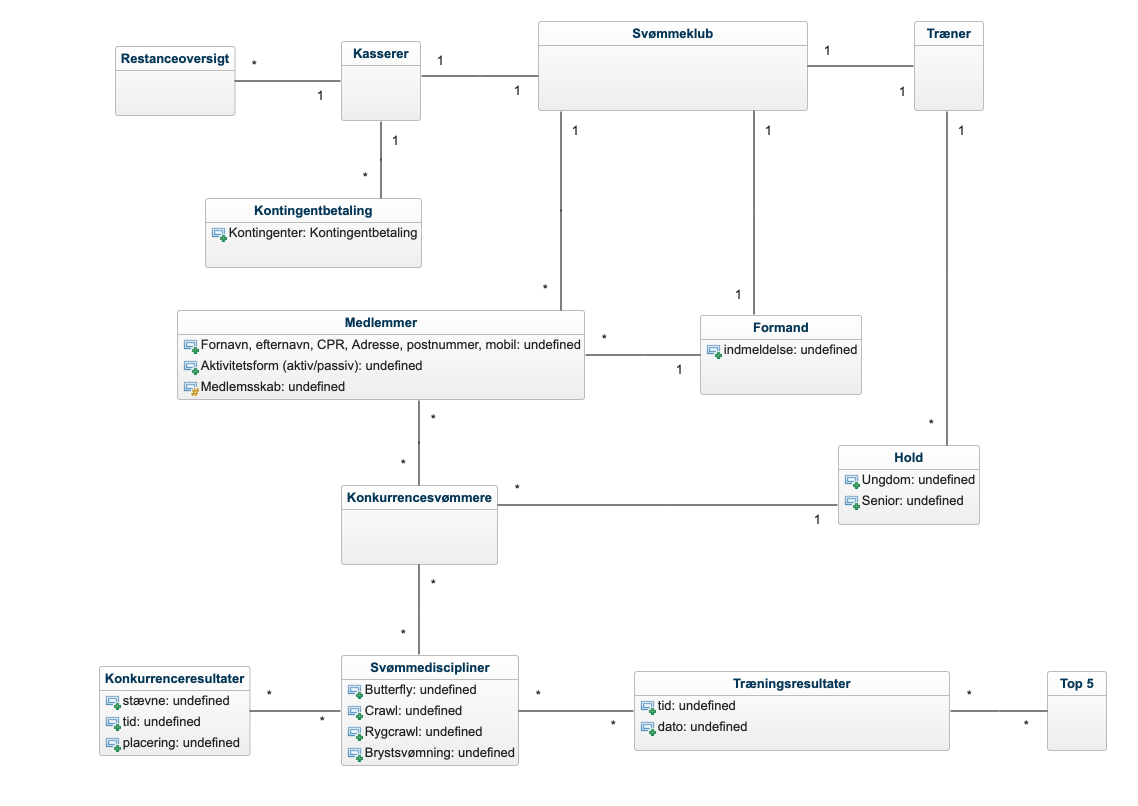 Svømmeklub
Træner
Restanceoversigt
Kasserer
*
1
1
1
1
1
1
*
Kontingentbetaling
Kontingenter: Kontingentbetaling
1
1
1
*
1
Medlemmer
Fornavn, efternavn, CPR, Adresse, postnummer, mobil: undefined
Aktivitetsform (aktiv/passiv): undefined
Medlemsskab: undefined
*
1
Formand
indmeldelse: undefined
*
*
*
Hold
Ungdom: undefined
Senior: undefined
Konkurrencesvømmere
*
1
*
*
Konkurrenceresultater
stævne: undefined
tid: undefined
placering: undefined
*
*
Svømmediscipliner
Butterfly: undefined
Crawl: undefined
Rygcrawl: undefined
Brystsvømning: undefined
*
*
Træningsresultater
tid: undefined
dato: undefined
*
*
Top 5